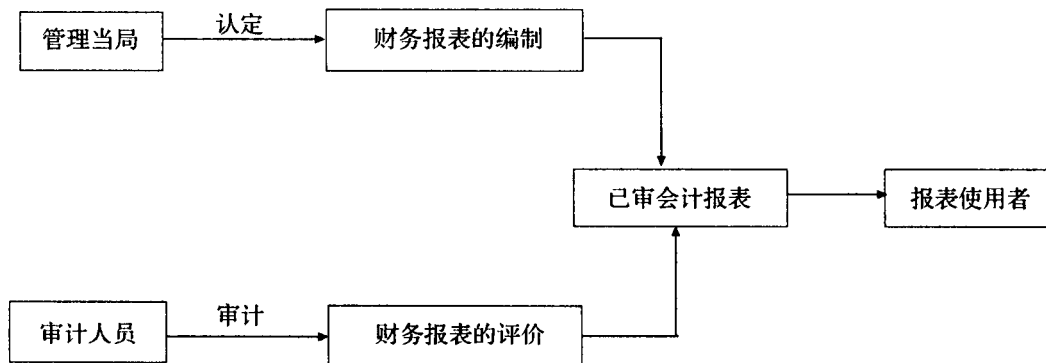 认定
管理当局
财务报表的编制
已审会计报表
报表使用者
审计
审计人员
财务报表的评价